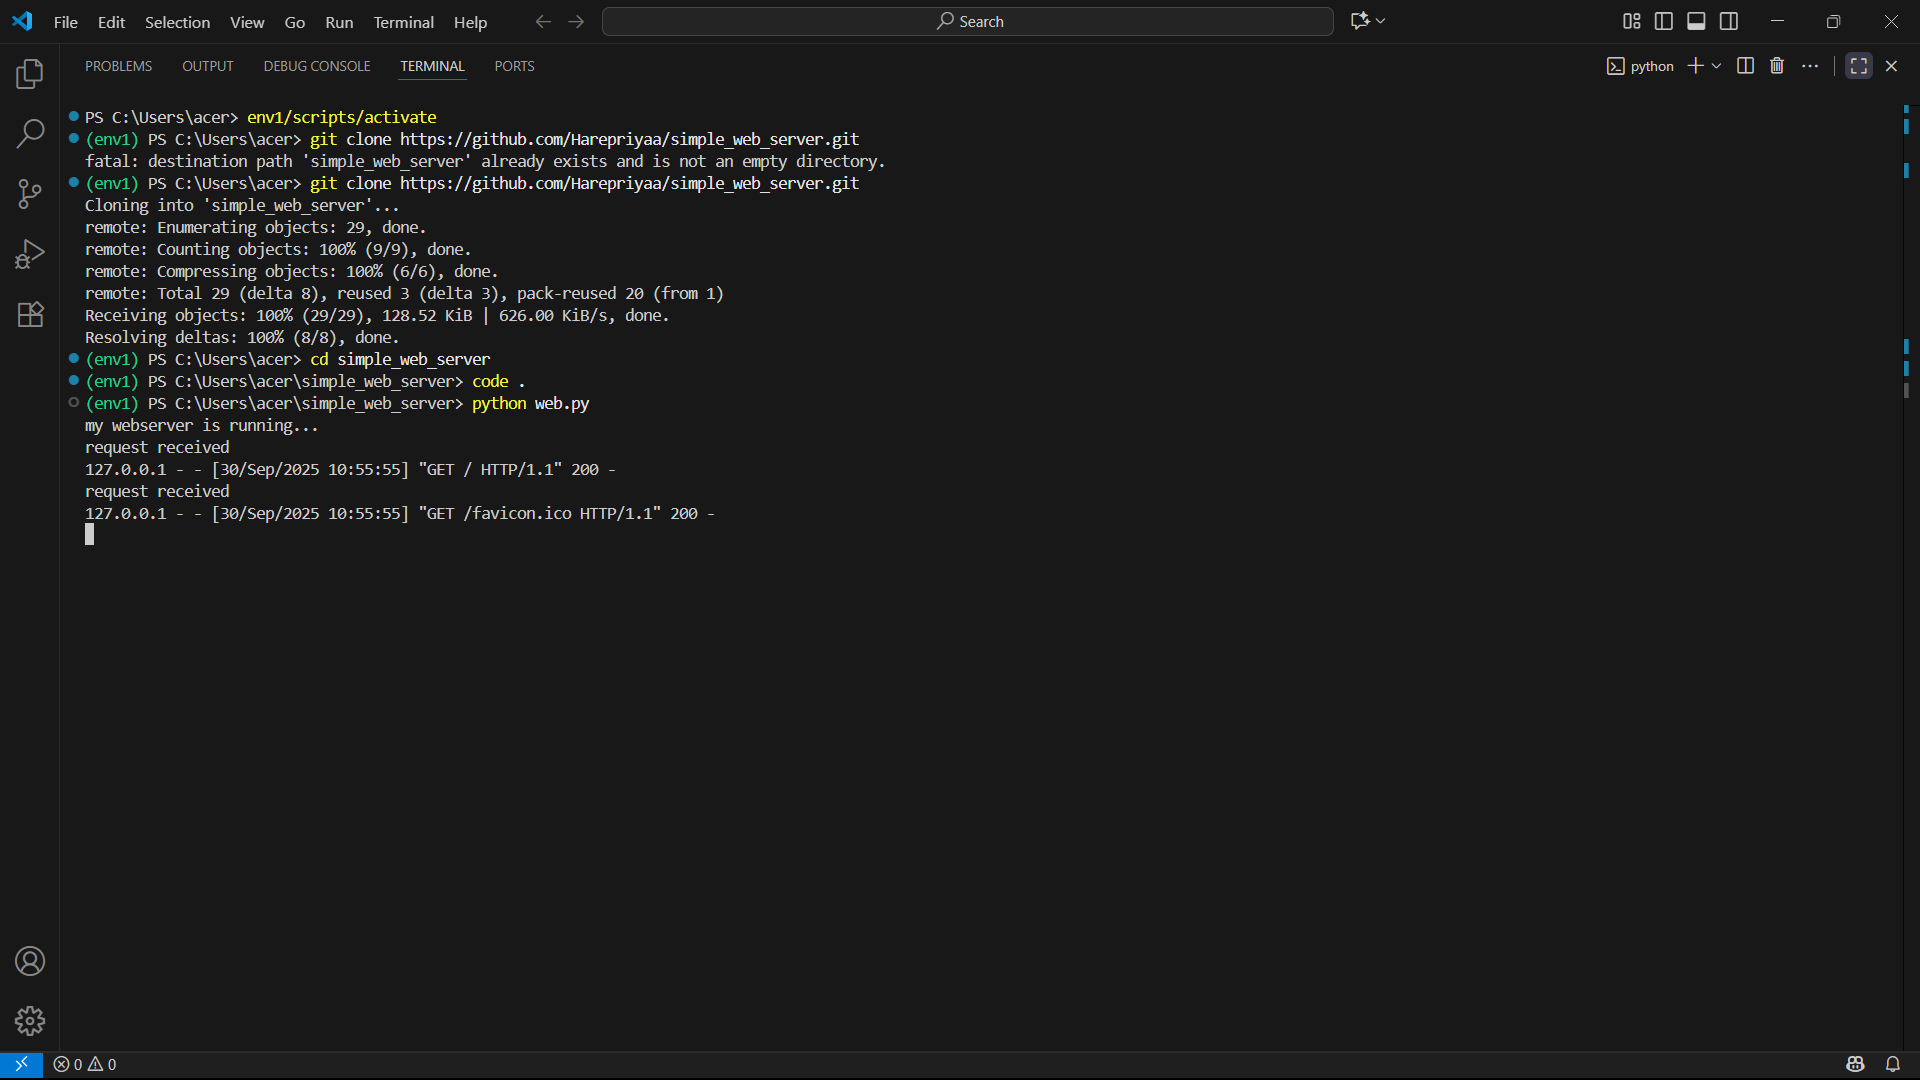 File Edit Selection View Go Run Terminal Help
Search
PROBLEMS OUTPUT DEBUG CONSOLE TERMINAL PORTS
python
PS C:\Users\acer> env1/scripts/activate
(env1) PS C:\Users\acer> git clone https://github.com/Harepriyaa/simple_web_server.git
fatal: destination path 'simple_web_server' already exists and is not an empty directory.
(env1) PS C:\Users\acer> git clone https://github.com/Harepriyaa/simple_web_server.git
Cloning into 'simple_web_server'...
remote: Enumerating objects: 29, done.
remote: Counting objects: 100% (9/9), done.
remote: Compressing objects: 100% (6/6), done.
remote: Total 29 (delta 8), reused 3 (delta 3), pack-reused 20 (from 1)
Receiving objects: 100% (29/29), 128.52 KiB | 626.00 KiB/s, done.
Resolving deltas: 100% (8/8), done.
(env1) PS C:\Users\acer> cd simple_web_server
(env1) PS C:\Users\acer\simple_web_server> code .
(env1) PS C:\Users\acer\simple_web_server> python web.py
my webserver is running...
request received
127.0.0.1 - - [30/Sep/2025 10:55:55] "GET / HTTP/1.1" 200 -
request received
127.0.0.1 - - [30/Sep/2025 10:55:55] "GET /favicon.ico HTTP/1.1" 200 -
0 0